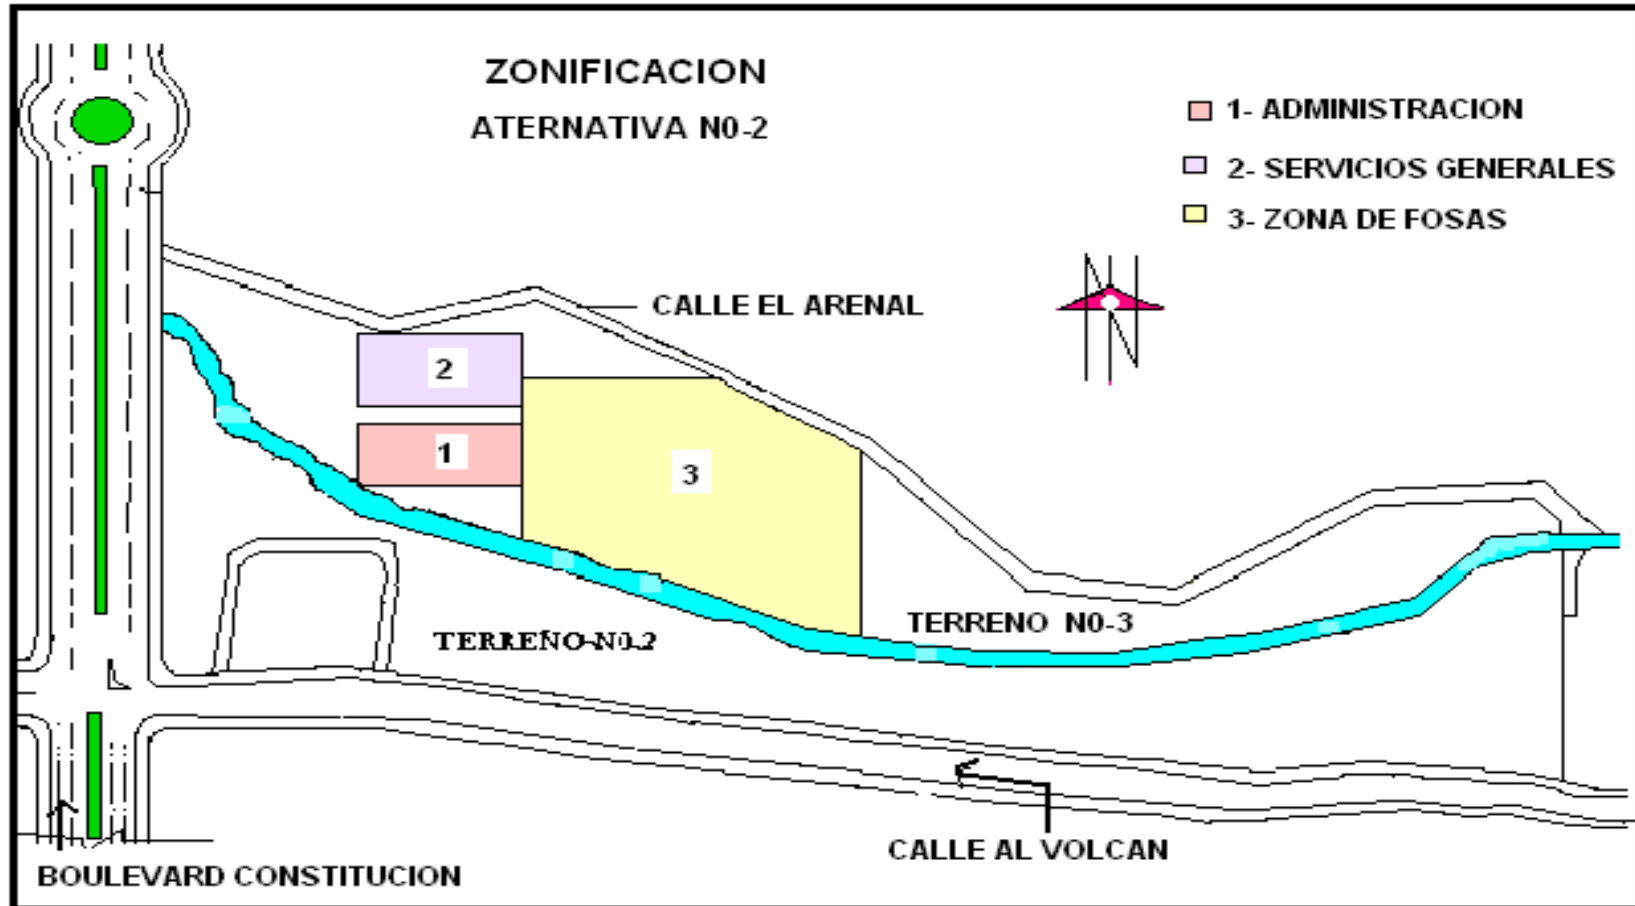 ZONIFICACION
ATERNATIVA N0-2
1- ADMINISTRACION
2- SERVICIOS GENERALES
3- ZONA DE FOSAS
N
CALLE EL ARENAL
2
1
3
TERRENO N0-3
TERREÑO-N0-2
CALLE AL VOLCAN
BOULEVARD CONSTITUCION